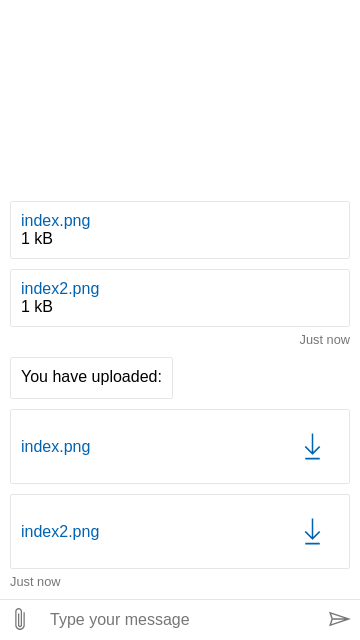 index.png
1 kB
index2.png
1 kB
Just now
You have uploaded:
index.png
index2.png
Just now
Type your message